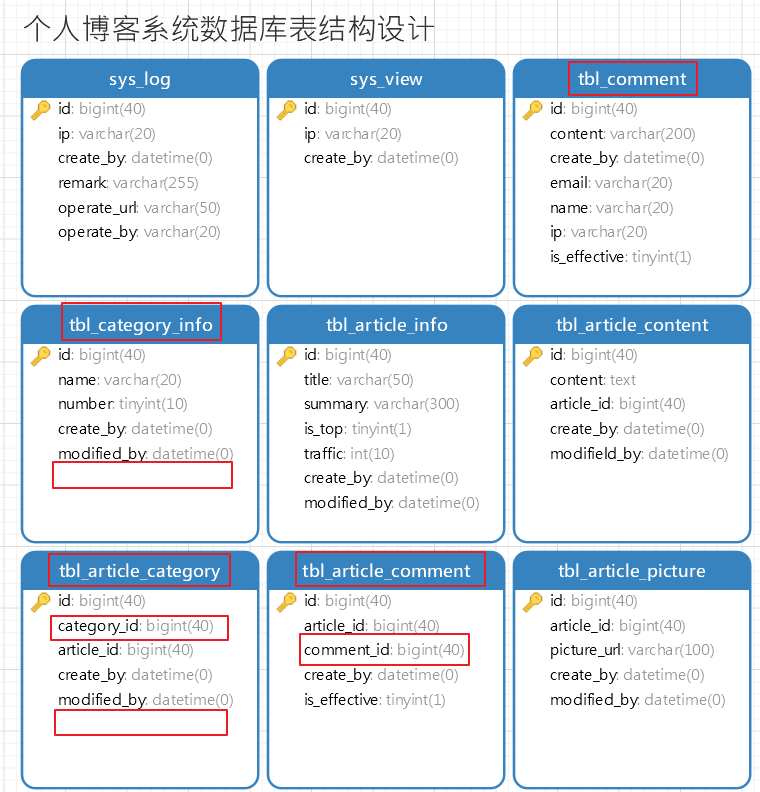 个人博客系统数据库表结构设计
sys_log
id: bigint(40)
ip: varchar(20)
create_by: datetime(0)
remark: varchar(255)
operate_url: varchar(50)
operate_by: varchar(20)
sys_view
id: bigint(40)
ip: varchar(20)
create_by: datetime(0)
tbl_comment
id: bigint(40)
content: varchar(200)
create_by: datetime(0)
email: varchar(20)
name: varchar(20)
ip: varchar(20)
is_effective: tinyint(1)
tbl_category_info
id: bigint(40)
name: varchar(20)
number: tinyint(10)
create_by: datetime(0)
modified_by: datetime(0)
tbl_article_info
id: bigint(40)
title: varchar(50)
summary: varchar(300)
is_top: tinyint(1)
traffic: int(10)
create_by: datetime(0)
modified_by: datetime(0)
tbl_article_content
id: bigint(40)
content: text
article_id: bigint(40)
create_by: datetime(0)
modifield_by: datetime(0)
tbl_article_category
id: bigint(40)
category_id: bigint(40)
article_id: bigint(40)
create_by: datetime(0)
modified_by: datetime(0)
tbl_article_comment
id: bigint(40)
article_id: bigint(40)
comment_id: bigint(40)
create_by: datetime(0)
is_effective: tinyint(1)
tbl_article_picture
id: bigint(40)
article_id: bigint(40)
picture_url: varchar(100)
create_by: datetime(0)
modified_by: datetime(0)